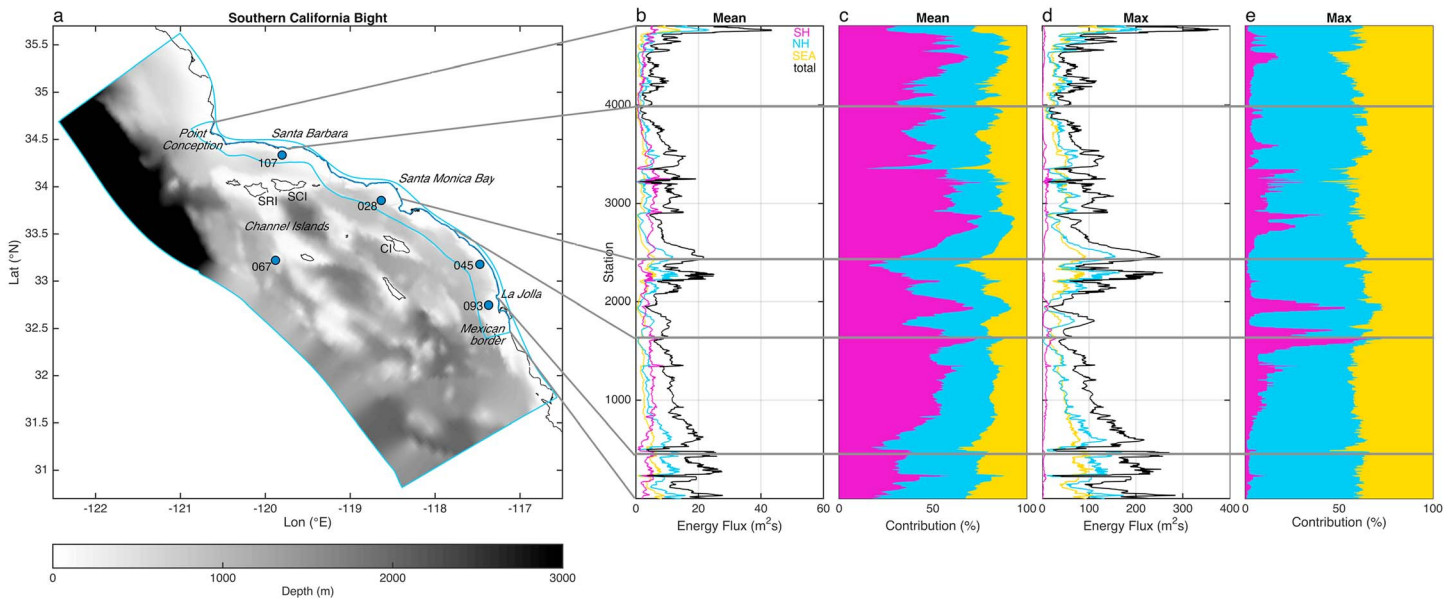 a Southern California Bight
35.5
35
34.5
34
33.5
33
32.5
32
31.5
31
Lat (°N)
Point
Conception
Santa Barbara
107
Santa Monica Bay
SRI
SCI
028
Channel Islands
CI
067
045
La Jolla
093
Mexican
border
-122
-121
-120
-119
-118
-117
Lon (°E)
0
1000
2000
3000
Depth (m)
b Mean
SH
NH
SEA
total
4000
3000
2000
1000
Station
0
20
40
60
Energy Flux (m²s)
c Mean
0
50
100
Contribution (%)
d Max
0
100
200
300
400
Energy Flux (m²s)
e Max
0
50
100
Contribution (%)